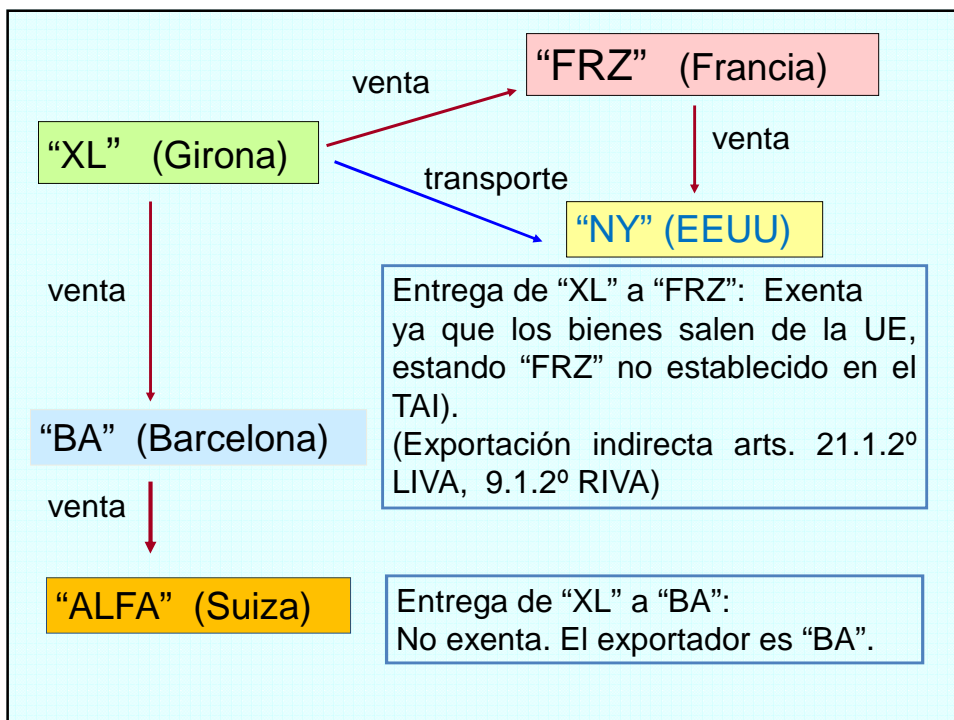 “FRZ” (Francia)
venta
“XL” (Girona)
venta
transporte
“NY” (EEUU)
venta
Entrega de “XL” a “FRZ”: Exenta
ya que los bienes salen de la UE,
estando “FRZ” no establecido en el
TAI).
(Exportación indirecta arts. 21.1.2º
LIVA, 9.1.2º RIVA)
“BA” (Barcelona)
venta
“ALFA” (Suiza)
Entrega de “XL” a “BA”:
No exenta. El exportador es “BA”.